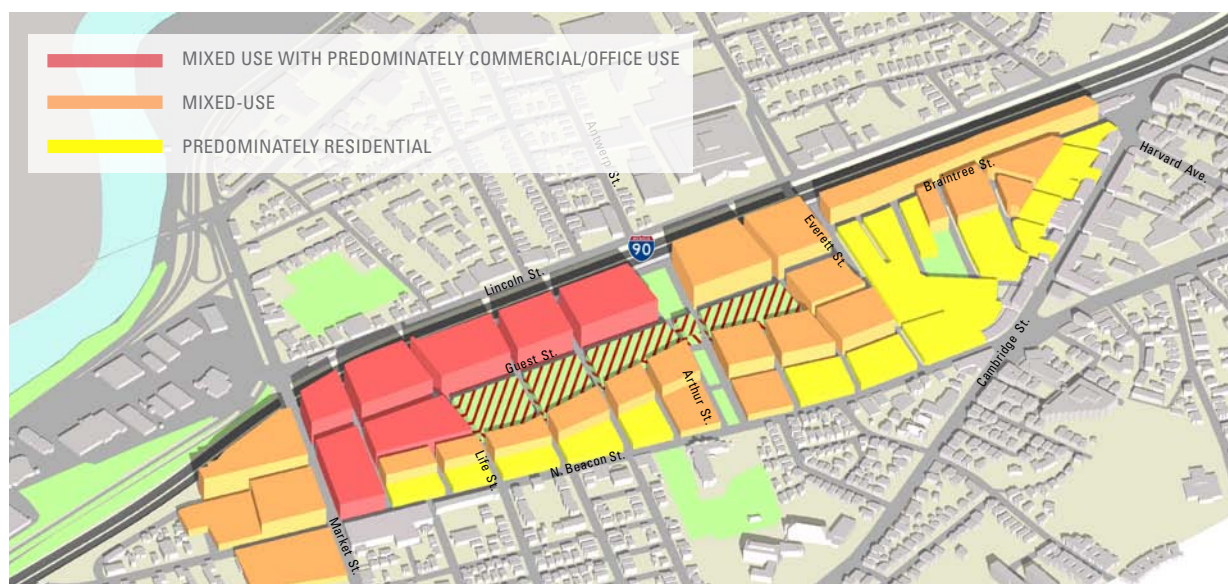 MIXED USE WITH PREDOMINATELY COMMERCIAL/OFFICE USE
MIXED-USE
PREDOMINATELY RESIDENTIAL
Antwerp St.
Harvard Ave.
Braintree St.
Everett St.
90
Lincoln St.
Guest St.
Cambridge St.
Arthur St.
Life St.
N. Beacon St.
Market St.